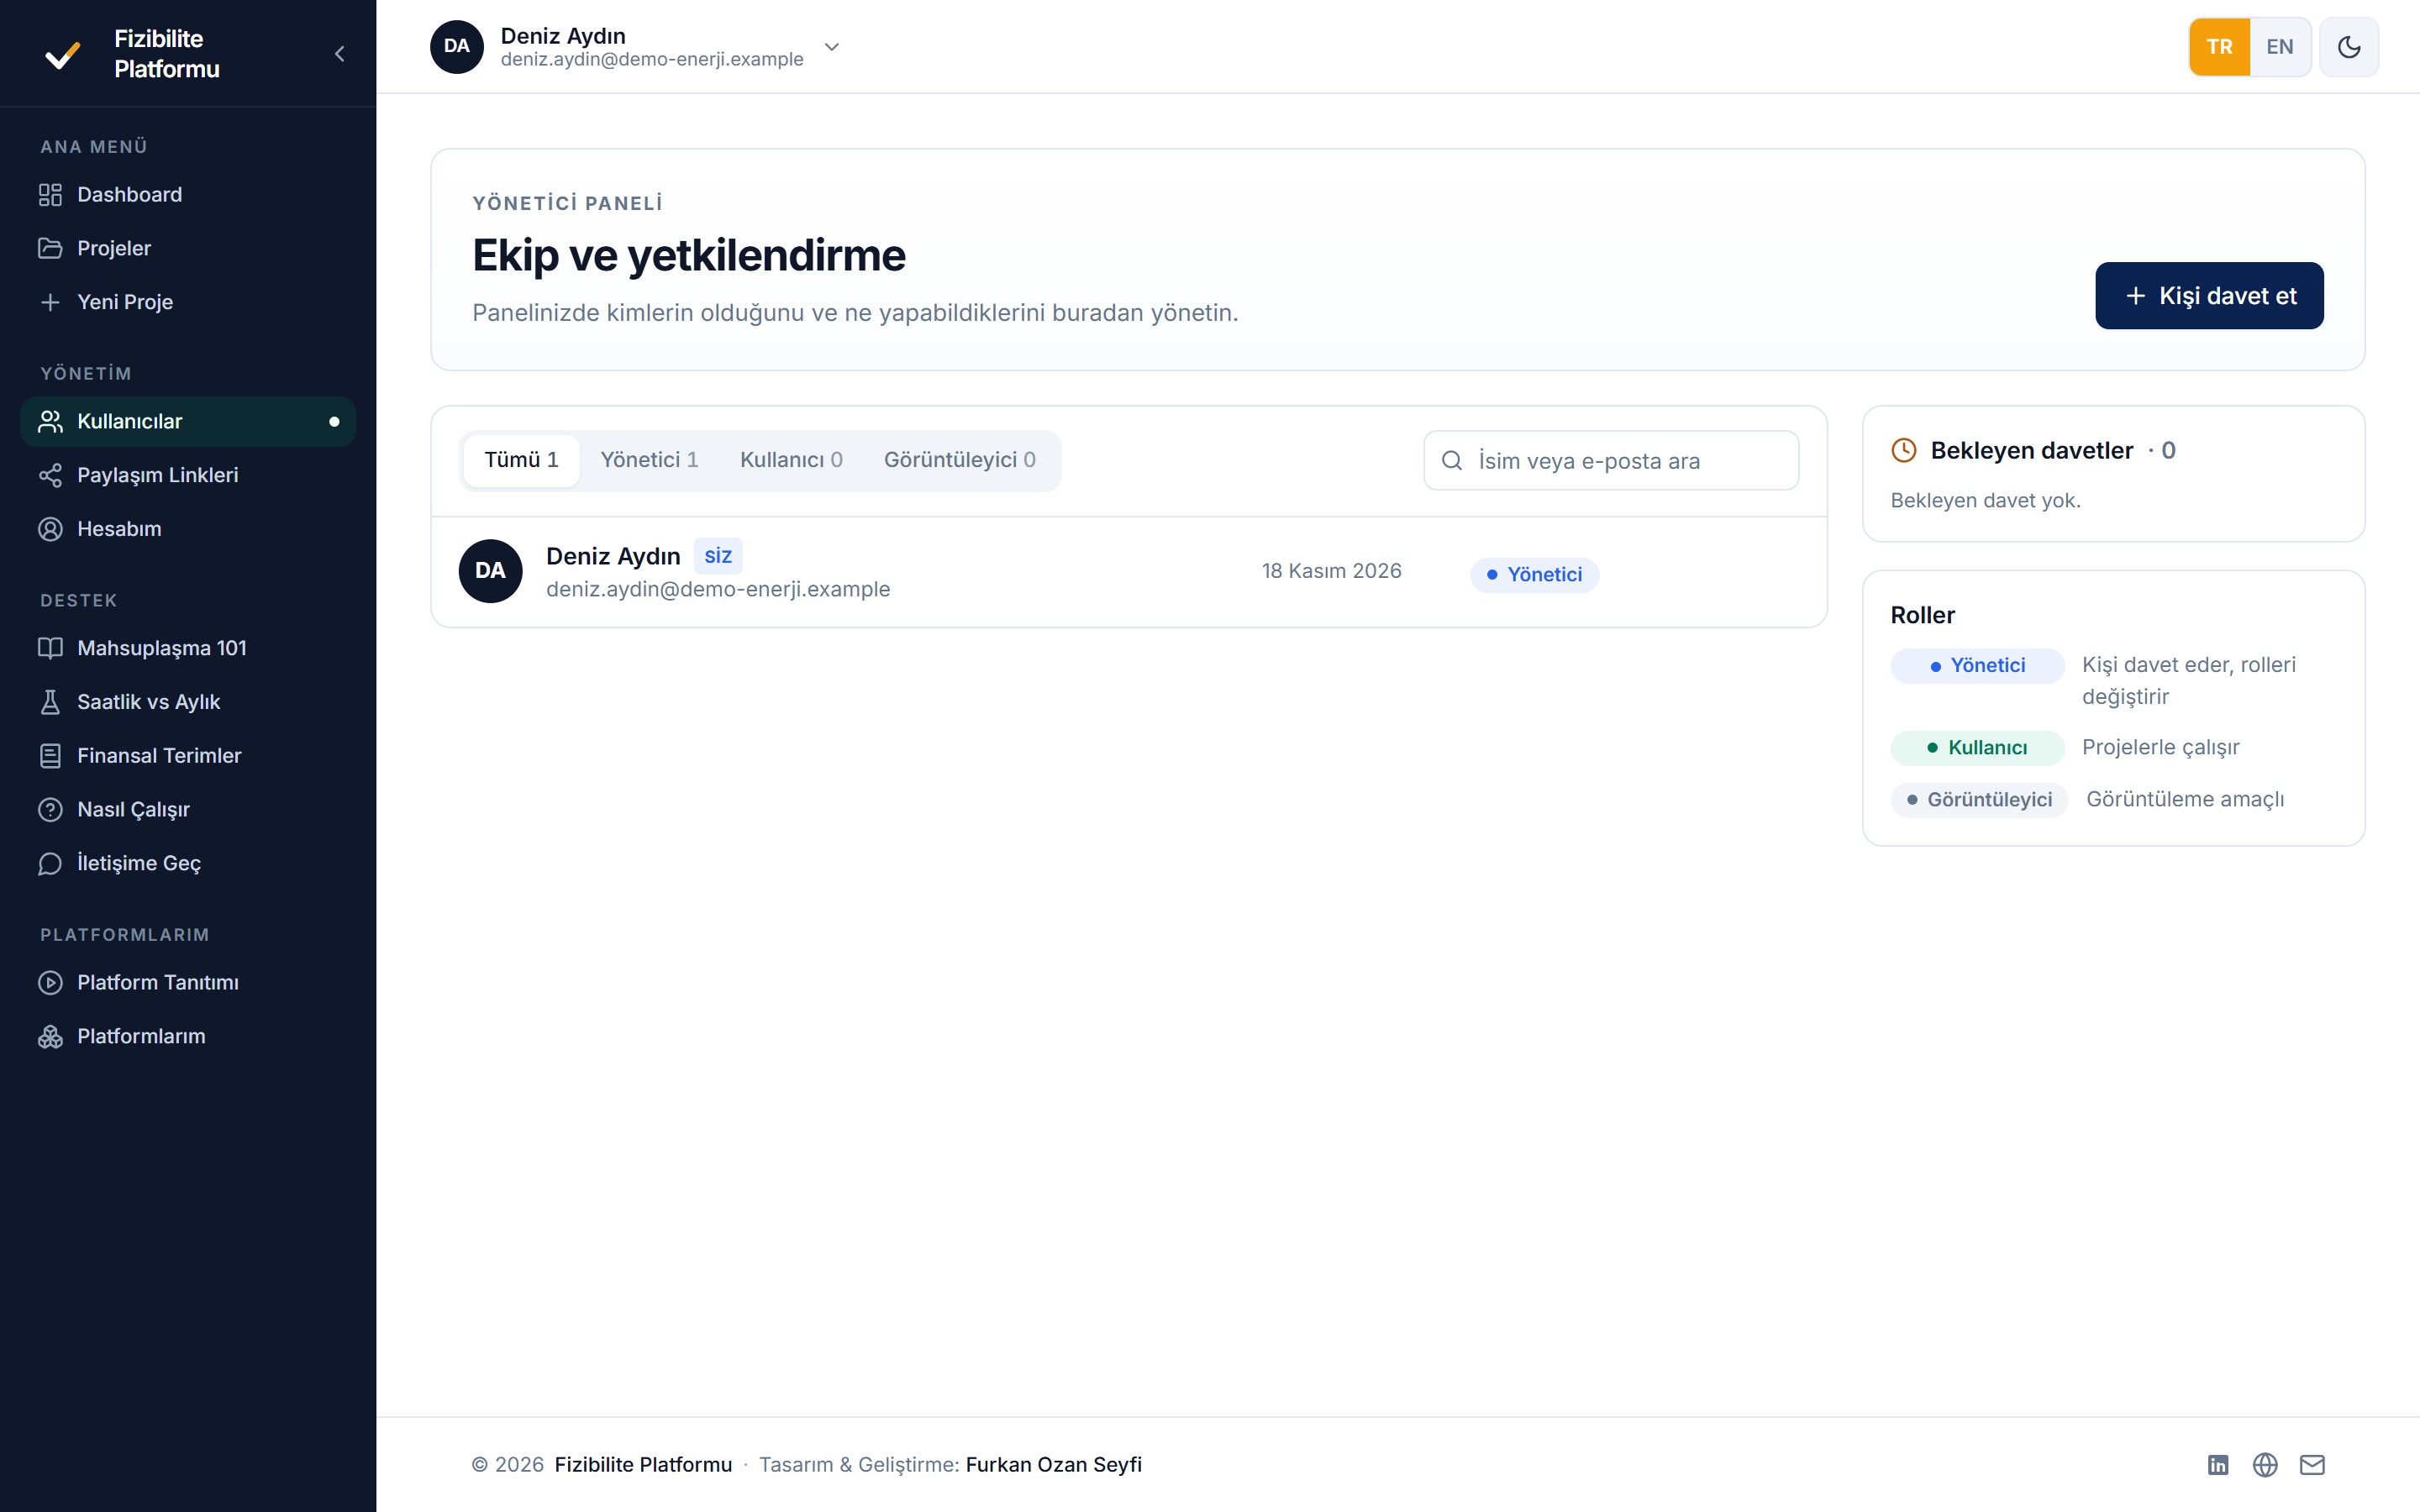 Fizibilite
Platformu
ANA MENÜ
Dashboard
Projeler
Yeni Proje
YÖNETİM
Kullanıcılar
Paylaşım Linkleri
Hesabım
DESTEK
Mahsuplaşma 101
Saatlik vs Aylık
Finansal Terimler
Nasıl Çalışır
İletişime Geç
PLATFORMLARIM
Platform Tanıtımı
Platformlarım
DA
Deniz Aydın
deniz.aydin@demo-enerji.example
TR EN
YÖNETİCİ PANELİ
Ekip ve yetkilendirme
Panelinizde kimlerin olduğunu ve ne yapabildiklerini buradan yönetin.
Kişi davet et
Tümü 1 Yönetici 1 Kullanıcı 0 Görüntüleyici 0
İsim veya e-posta ara
DA
Deniz Aydın SİZ
deniz.aydin@demo-enerji.example
18 Kasım 2026
Yönetici
Bekleyen davetler · 0
Bekleyen davet yok.
Roller
Yönetici Kişi davet eder, rolleri
değiştirir
Kullanıcı Projelerle çalışır
Görüntüleyici Görüntüleme amaçlı
© 2026 Fizibilite Platformu · Tasarım & Geliştirme: Furkan Ozan Seyfi